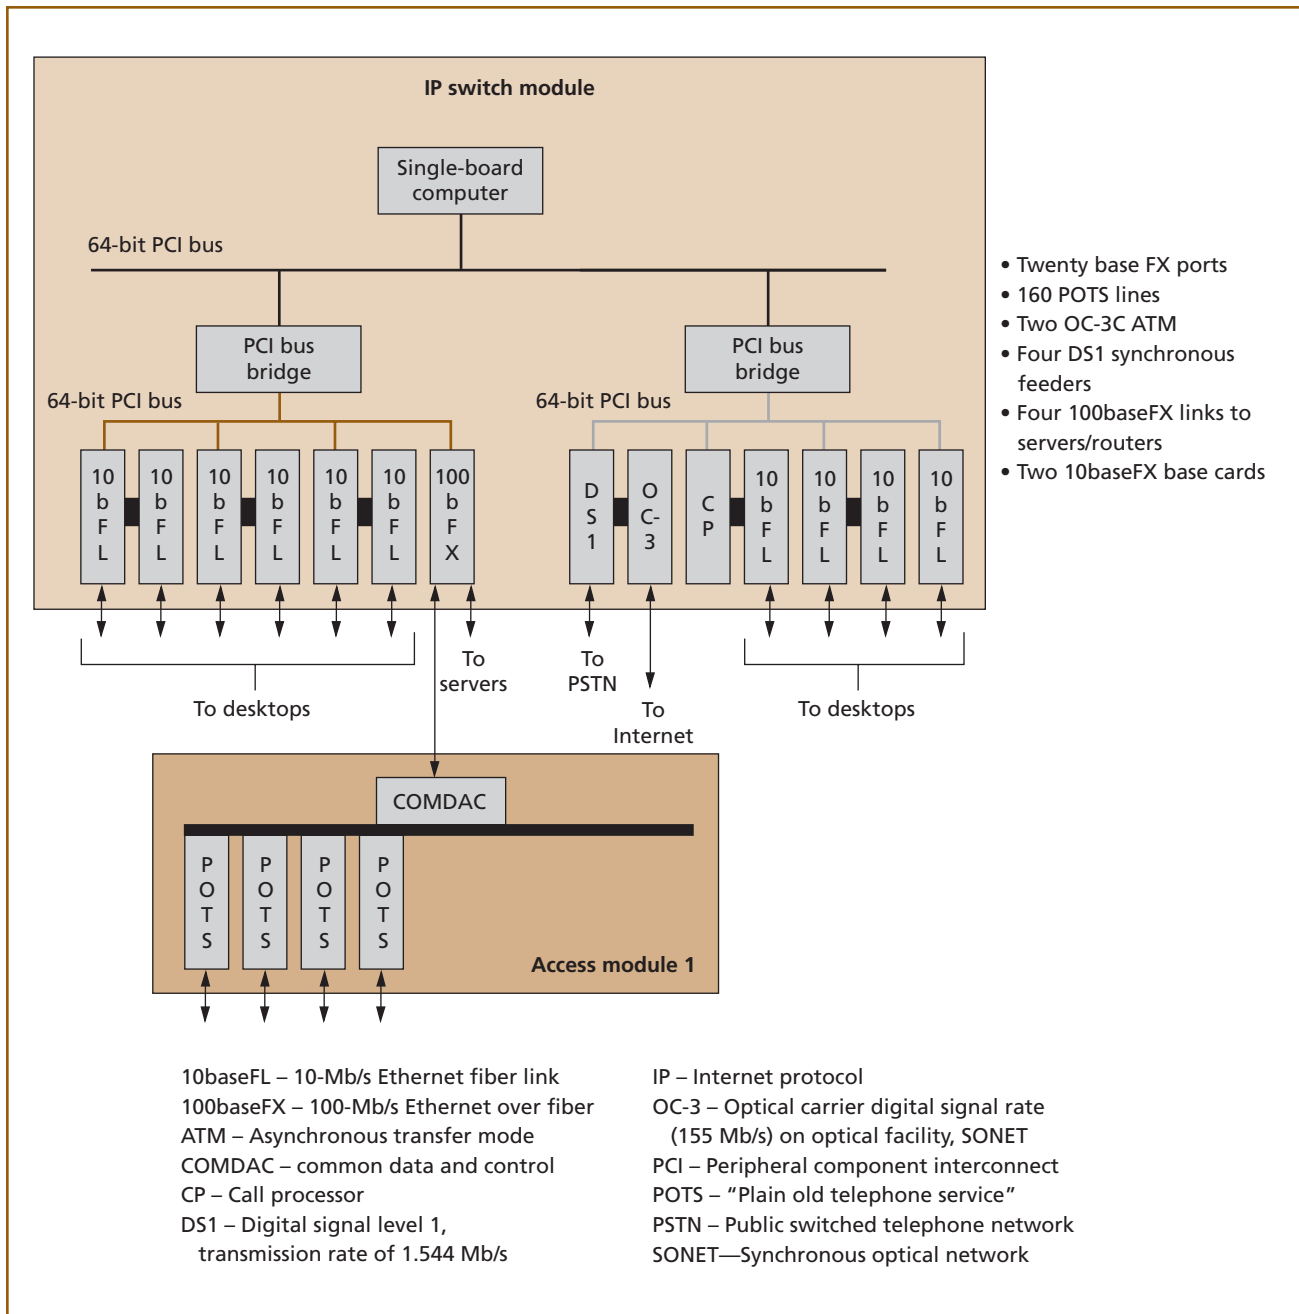 IP switch module
Single-board
computer
64-bit PCI bus
PCI bus
bridge
PCI bus
bridge
64-bit PCI bus
64-bit PCI bus
10
b
F
L
10
b
F
L
10
b
F
L
10
b
F
L
10
b
F
L
10
b
F
L
100
b
F
X
D
S
1
O
C-
3
C
P
10
b
F
L
10
b
F
L
10
b
F
L
10
b
F
L
To desktops
To
servers
To
PSTN
To
Internet
To desktops
• Twenty base FX ports
• 160 POTS lines
• Two OC-3C ATM
• Four DS1 synchronous
feeders
• Four 100baseFX links to
servers/routers
• Two 10baseFX base cards
COMDAC
P
O
T
S
P
O
T
S
P
O
T
S
P
O
T
S
Access module 1
10baseFL – 10-Mb/s Ethernet fiber link
100baseFX – 100-Mb/s Ethernet over fiber
ATM – Asynchronous transfer mode
COMDAC – common data and control
CP – Call processor
DS1 – Digital signal level 1,
transmission rate of 1.544 Mb/s
IP – Internet protocol
OC-3 – Optical carrier digital signal rate
(155 Mb/s) on optical facility, SONET
PCI – Peripheral component interconnect
POTS – “Plain old telephone service”
PSTN – Public switched telephone network
SONET—Synchronous optical network